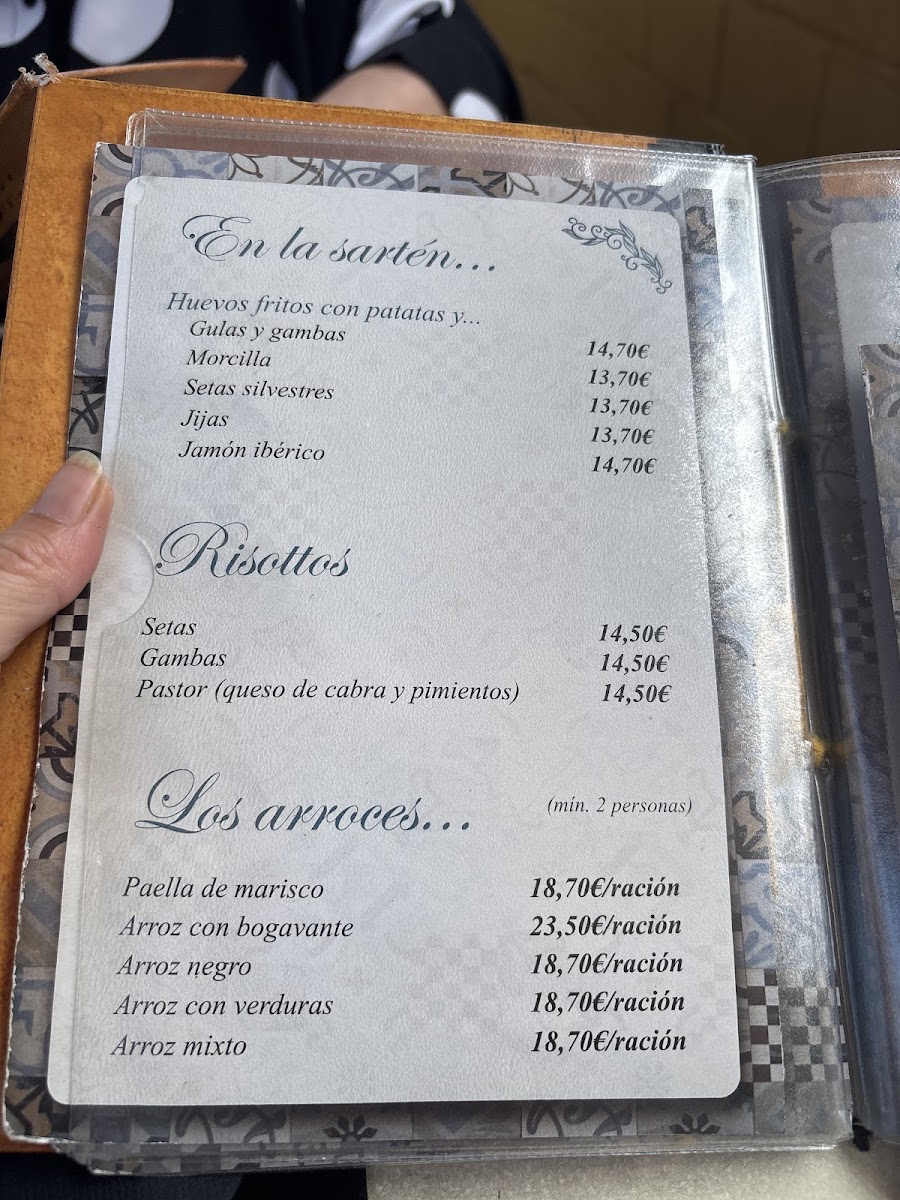 En la sartén...
Huevos fritos con patatas y...
Gulas y gambas 14,70€
Morcilla 13,70€
Setas silvestres 13,70€
Jijas 13,70€
Jamón ibérico 14,70€
Risottos
Setas 14,50€
Gambas 14,50€
Pastor (queso de cabra y pimientos) 14,50€
Los arroces... (mín. 2 personas)
Paella de marisco 18,70€/ración
Arroz con bogavante 23,50€/ración
Arroz negro 18,70€/ración
Arroz con verduras 18,70€/ración
Arroz mixto 18,70€/ración